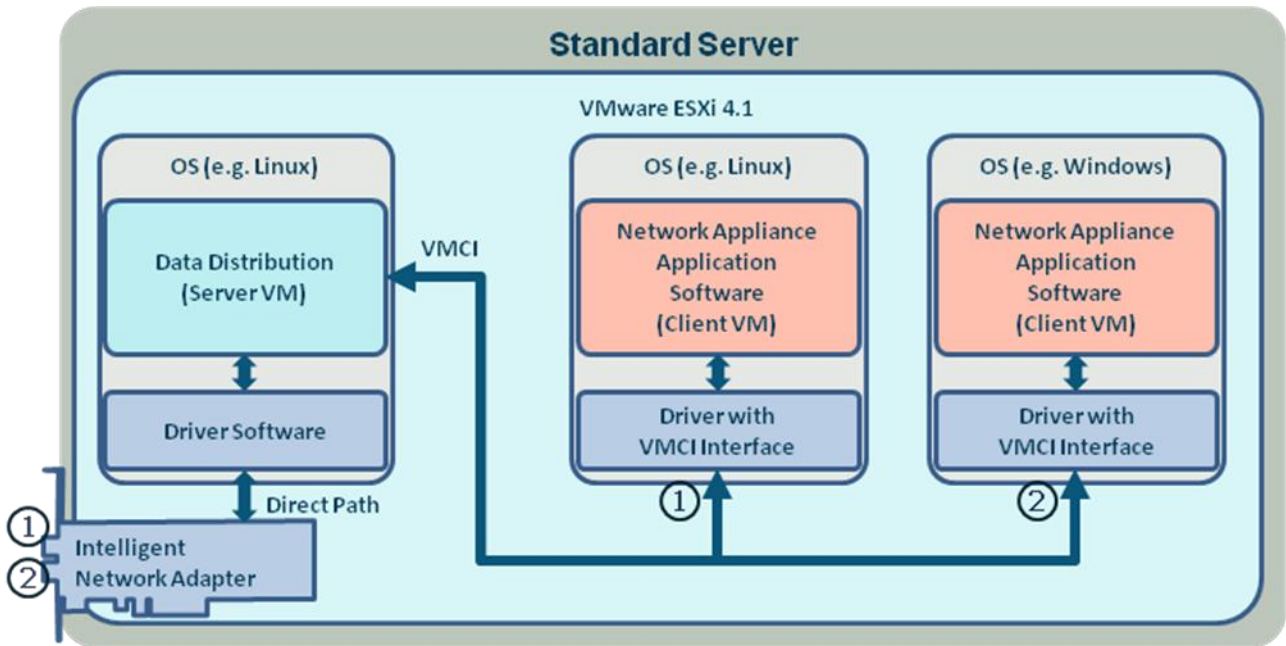 Standard Server
VMware ESXi 4.1
OS (e.g. Linux)
Data Distribution
(Server VM)
Driver Software
Direct Path
①
Intelligent
②
Network Adapter
VMCI
OS (e.g. Linux)
Network Appliance
Application
Software
(Client VM)
Driver with
VMCI Interface
①
OS (e.g. Windows)
Network Appliance
Application
Software
(Client VM)
Driver with
VMCI Interface
②